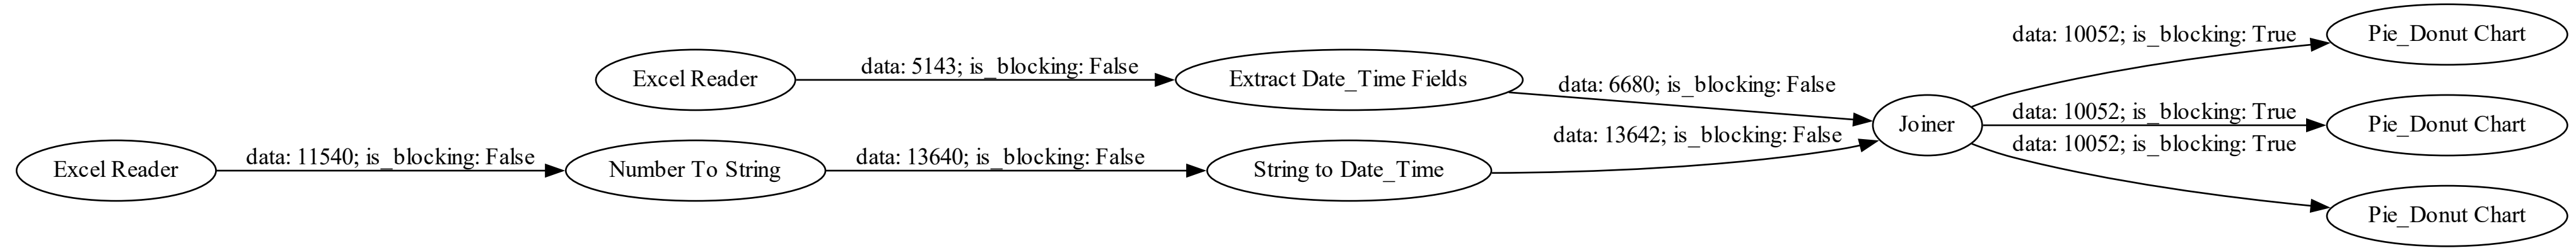 data: 10052; is_blocking: True
Pie_Donut Chart
Excel Reader
data: 5143; is_blocking: False
Extract Date_Time Fields
data: 6680; is_blocking: False
Joiner
data: 10052; is_blocking: True
Pie_Donut Chart
data: 13642; is_blocking: False
data: 10052; is_blocking: True
Excel Reader
data: 11540; is_blocking: False
Number To String
data: 13640; is_blocking: False
String to Date_Time
Pie_Donut Chart